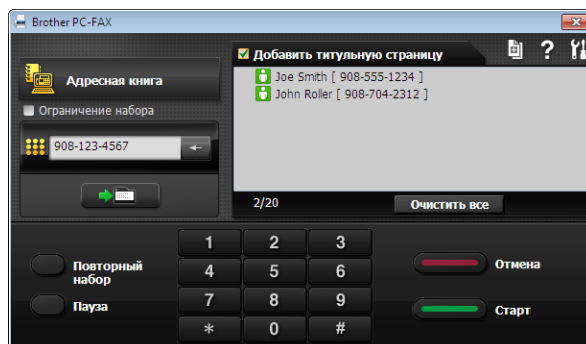 Brother PC-FAX
Адресная книга
Добавить титульную страницу
Joe Smith [ 908-555-1234 ]
John Roller [ 908-704-2312 ]
Ограничение набора
908-123-4567
2/20
Очистить все
Повторный
набор
Пауза
1 2 3
4 5 6
7 8 9
* 0 #
Отмена
Старт